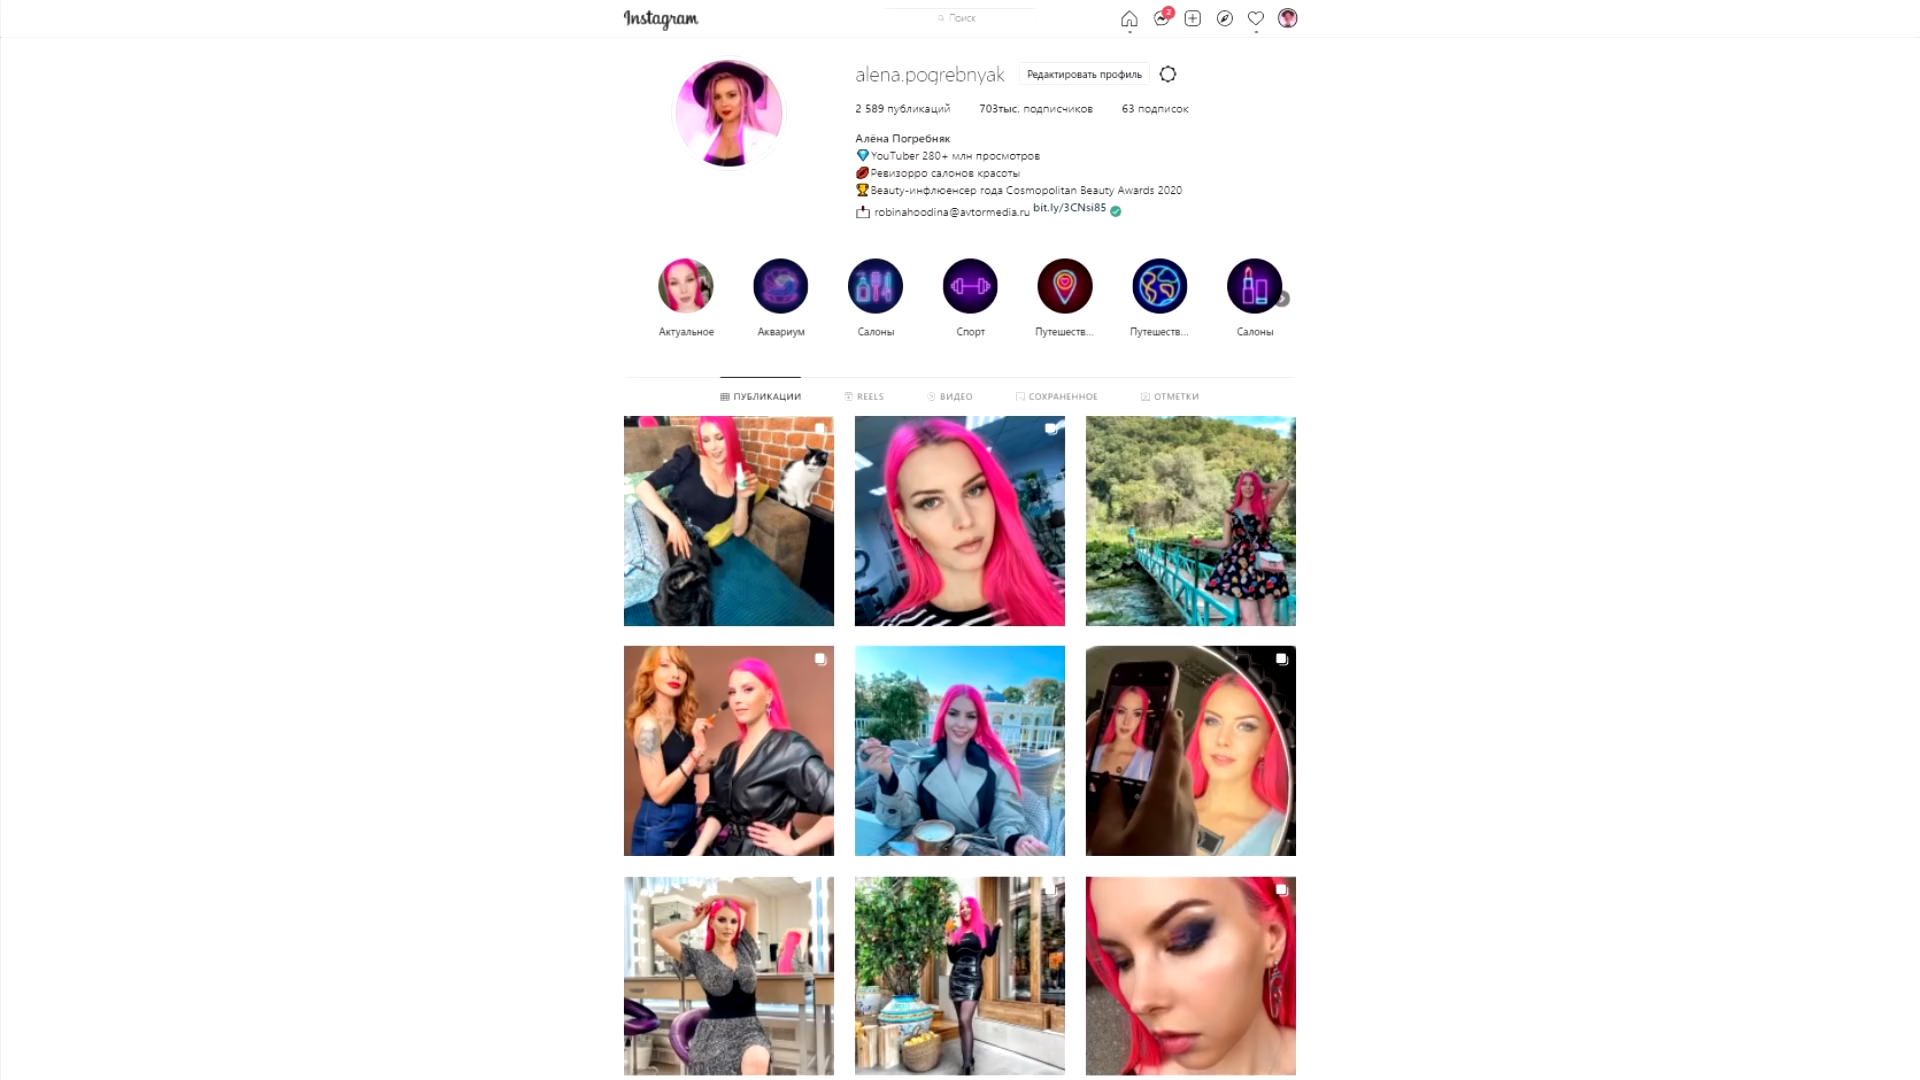 Instagram
Поиск
2
alena.pogrebnyak Редактировать профиль
2 589 публикаций 703тыс. подписчиков 63 подписок
Алёна Погребняк
YouTuber 280+ млн просмотров
Ревизорро салонов красоты
Beauty-инфлюенсер года Cosmopolitan Beauty Awards 2020
robinahoodina@avtormedia.ru bit.ly/3CNsi85
Актуальное Аквариум Салоны Спорт Путешеств... Путешеств... Салоны
ПУБЛИКАЦИИ REELS ВИДЕО СОХРАНЕННОЕ ОТМЕТКИ